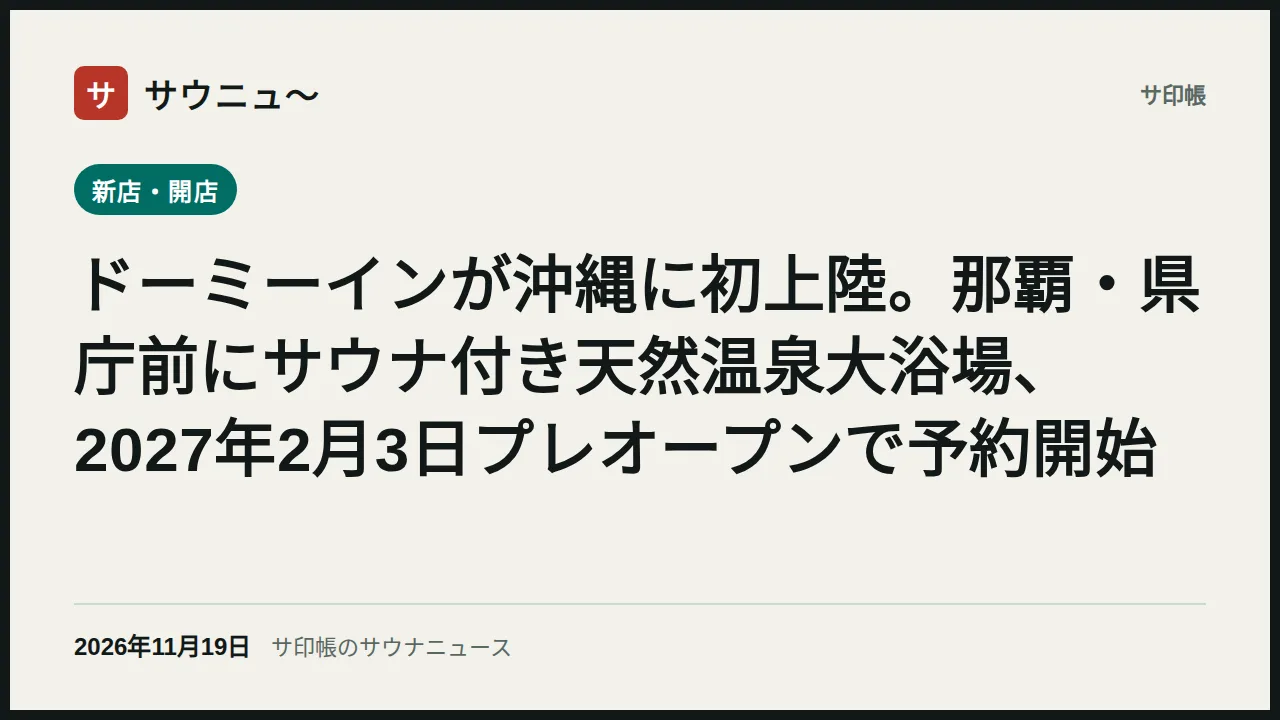 サ サウニュ〜
サ印帳
新店・開店
ドーミーインが沖縄に初上陸。那覇・県
庁前にサウナ付き天然温泉大浴場、
2027年2月3日プレオープンで予約開始
2026年11月19日 サ印帳のサウナニュース